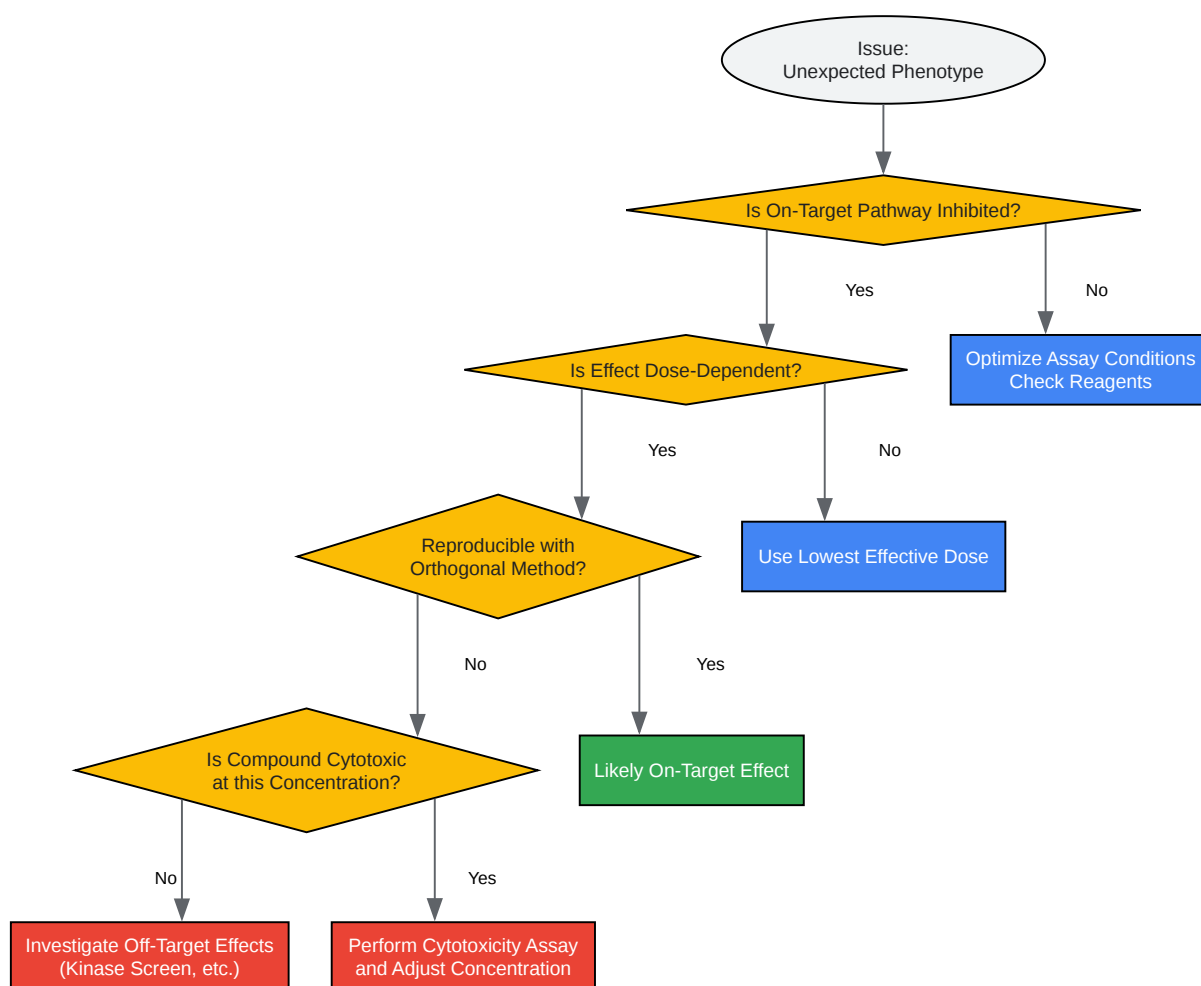 Issue:
Unexpected Phenotype
Is On-Target Pathway Inhibited?
Yes
No
Is Effect Dose-Dependent?
Optimize Assay Conditions
Check Reagents
Yes
No
Reproducible with
Orthogonal Method?
Use Lowest Effective Dose
No
Yes
Is Compound Cytotoxic
at this Concentration?
Likely On-Target Effect
No
Yes
Investigate Off-Target Effects
(Kinase Screen, etc.)
Perform Cytotoxicity Assay
and Adjust Concentration